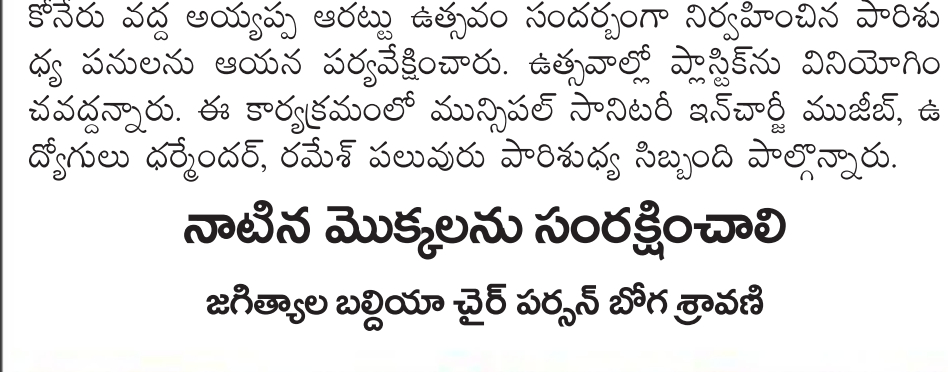 కోనేరు వద్ద అయ్యప్ప ఆరట్టు ఉత్సవం సందర్భంగా నిర్వహించిన పారిశు
ధ్య పనులను ఆయన పర్యవేక్షించారు. ఉత్సవాల్లో ప్లాస్టిక్‌ను వినియోగిం
చవద్దన్నారు. ఈ కార్యక్రమంలో మున్సిపల్ సానిటరీ ఇన్‌చార్జీ ముజీబ్, ఉ
ద్యోగులు ధర్మేందర్, రమేశ్ పలువురు పారిశుధ్య సిబ్బంది పాల్గొన్నారు.
నాటిన మొక్కలను సంరక్షించాలి
జగిత్యాల బల్దియా చైర్ పర్సన్ బోగ శ్రావణి